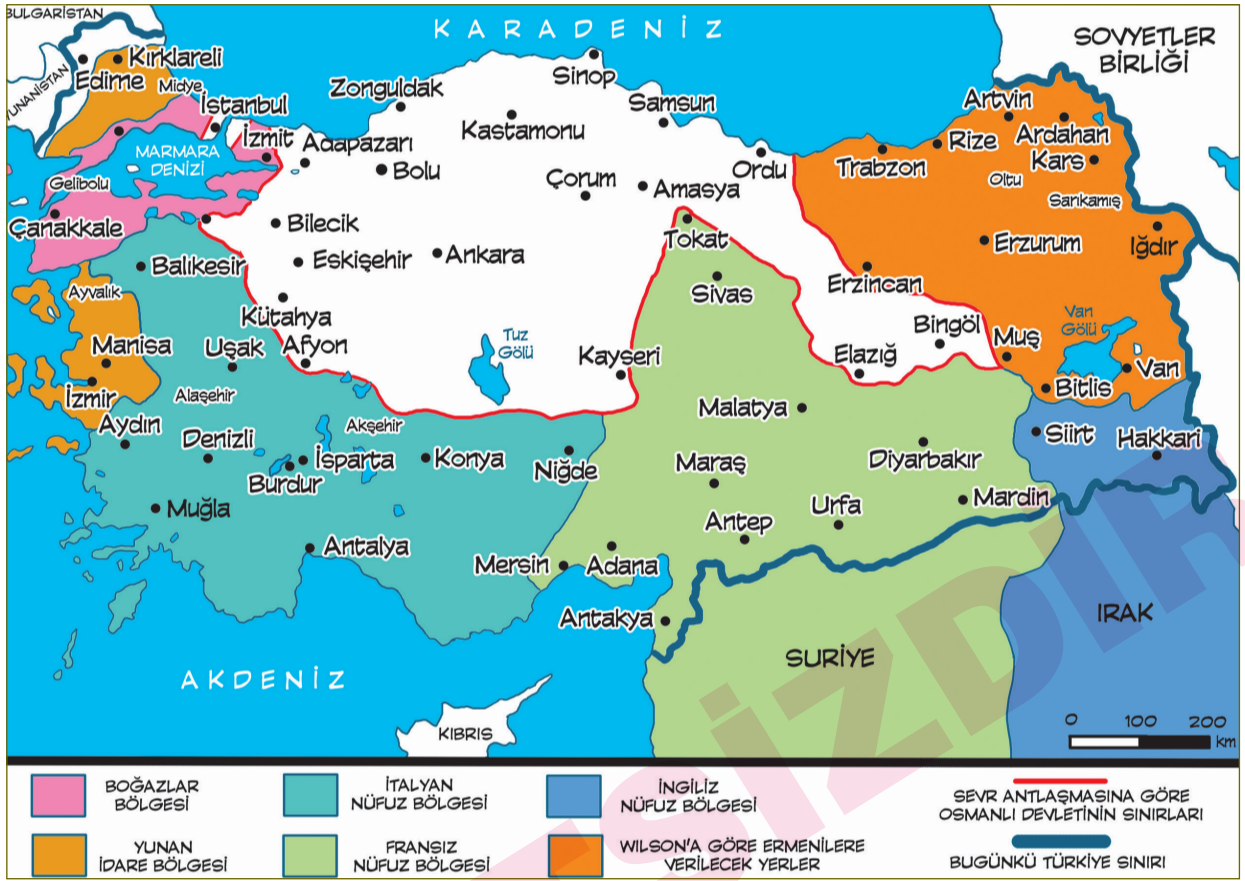 BULGARİSTAN
KARADENİZ
SOVYETLER
BİRLİĞİ
YUNANİSTAN
Kırklareli
Edirne
Midye
İstanbul
Zonguldak
Sinop
Samsun
Kastamonu
Artvin
Ardahan
Rize
Kars
Trabzon
Ordu
İzmit
Adapazarı
Bolu
MARMARA
DENİZİ
Gelibolu
Çorum
Amasya
Oltu
Sarıkamış
Çanakkale
Bilecik
Tokat
Erzurum
Iğdır
Balıkesir
Eskişehir
Ankara
Sivas
Erzincan
Ayvalık
Kütahya
Van
Gölü
Bingöl
Muş
Manisa
Uşak
Afyon
Tuz
Gölü
Kayseri
Elazığ
Van
Bitlis
İzmir
Alaşehir
Malatya
Aydın
Akşehir
Siirt
Hakkari
Denizli
Isparta
Konya
Niğde
Diyarbakır
Burdur
Maraş
Mardin
Muğla
Urfa
Antep
Antalya
Mersin
Adana
Antakya
IRAK
SURİYE
AKDENİZ
KIBRIS
0 100 200
km
BOĞAZLAR
BÖLGESİ
İTALYAN
NÜFUZ BÖLGESİ
İNGİLİZ
NÜFUZ BÖLGESİ
SEVR ANTLAŞMASINA GÖRE
OSMANLI DEVLETİNİN SINIRLARI
YUNAN
İDARE BÖLGESİ
FRANSIZ
NÜFUZ BÖLGESİ
WILSON'A GÖRE ERMENİLERE
VERİLECEK YERLER
BUGÜNKÜ TÜRKİYE SINIRI